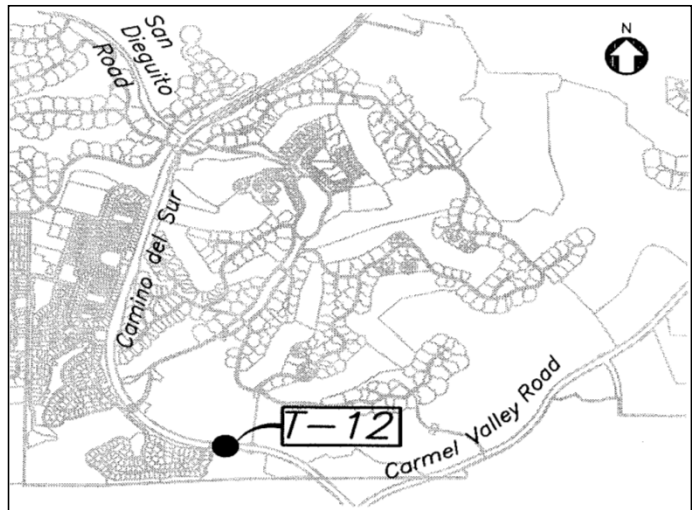 San
Dieguito
Road
N
Camino del Sur
T-12
Carmel Valley Road